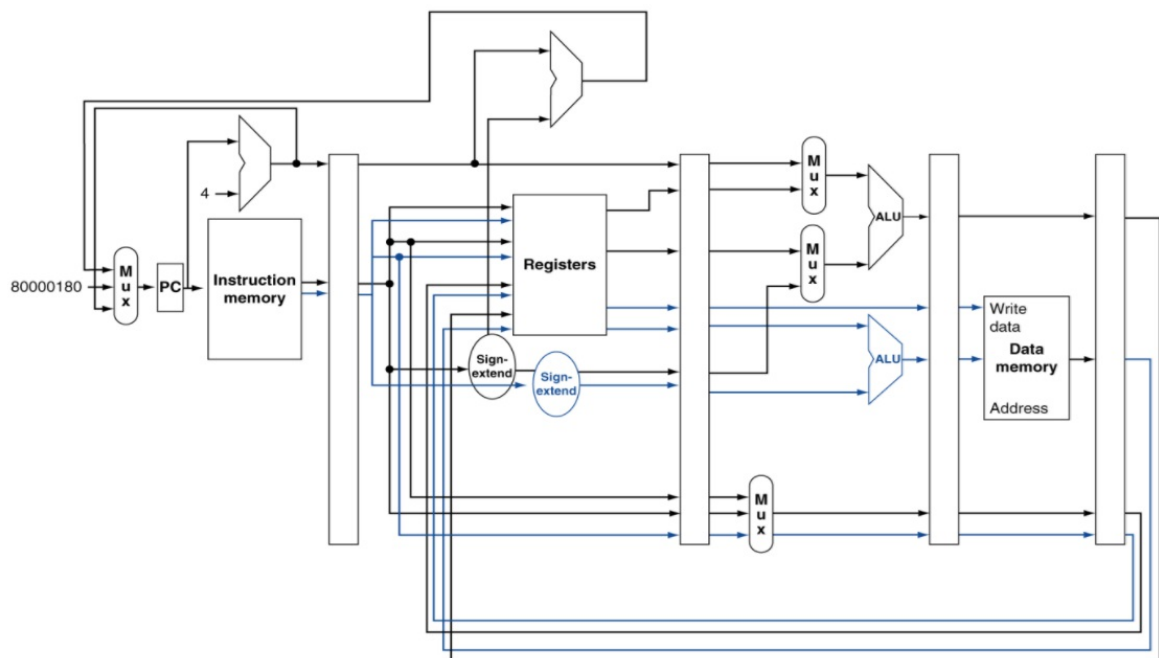 4
M
u
x
80000180
PC
Instruction
memory
Registers
Sign-
extend
Sign-
extend
M
u
x
M
u
x
ALU
ALU
M
u
x
Write
data
Data
memory
Address